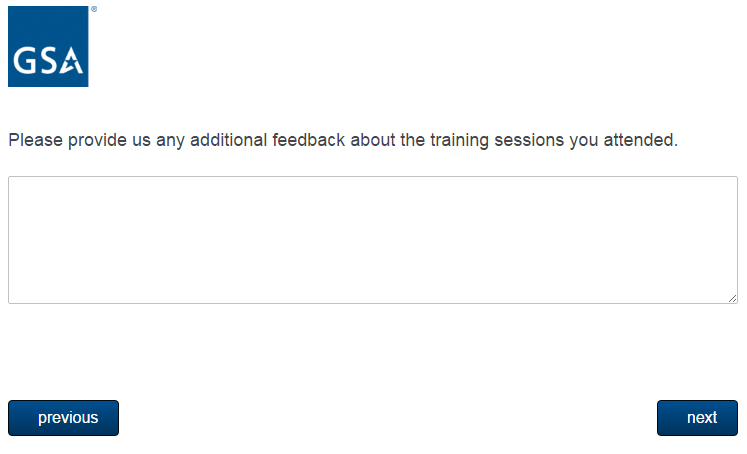 GSA
®
Please provide us any additional feedback about the training sessions you attended.
previous
next